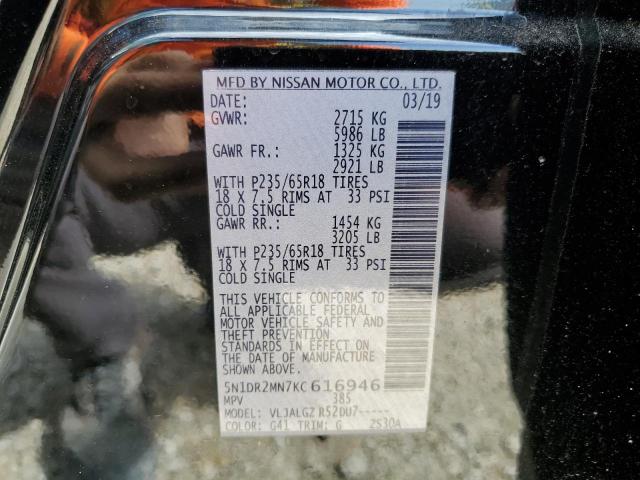 MFD BY NISSAN MOTOR CO., LTD.
DATE: 03/19
GVWR: 2715 KG
5986 LB
GAWR FR.: 1325 KG
2921 LB
WITH P235/65R18 TIRES
18 X 7.5 RIMS AT 33 PSI
COLD SINGLE
GAWR RR.: 1454 KG
3205 LB
WITH P235/65R18 TIRES
18 X 7.5 RIMS AT 33 PSI
COLD SINGLE
THIS VEHICLE CONFORMS TO
ALL APPLICABLE FEDERAL
MOTOR VEHICLE SAFETY AND
THEFT PREVENTION
STANDARDS IN EFFECT ON
THE DATE OF MANUFACTURE
SHOWN ABOVE.
5N1DR2MN7KC616946
MPV 385
MODEL: VLJALGZ R52DU7-----
COLOR: G41 TRIM: G 2S30A